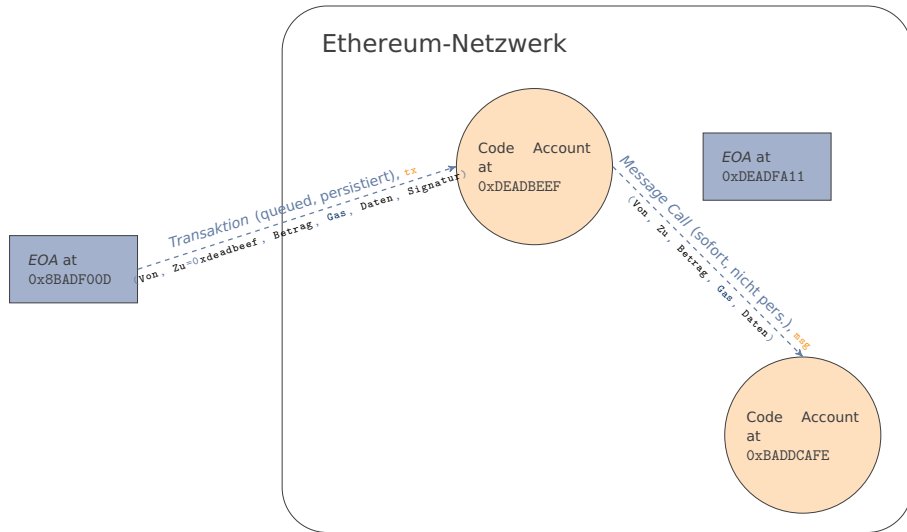 Ethereum-Netzwerk
EOA at
0x8BADF00D
Transaktion (queued, persistiert), tx
(Von, Zu=0xdeadbeef, Betrag, Gas, Daten, Signatur)
Code Account
at
0xDEADBEEF
Message Call (sofort, nicht pers.), msg
(Von, Zu, Betrag, Gas, Daten)
EOA at
0xDEADFA11
Code Account
at
0xBADDCAFE